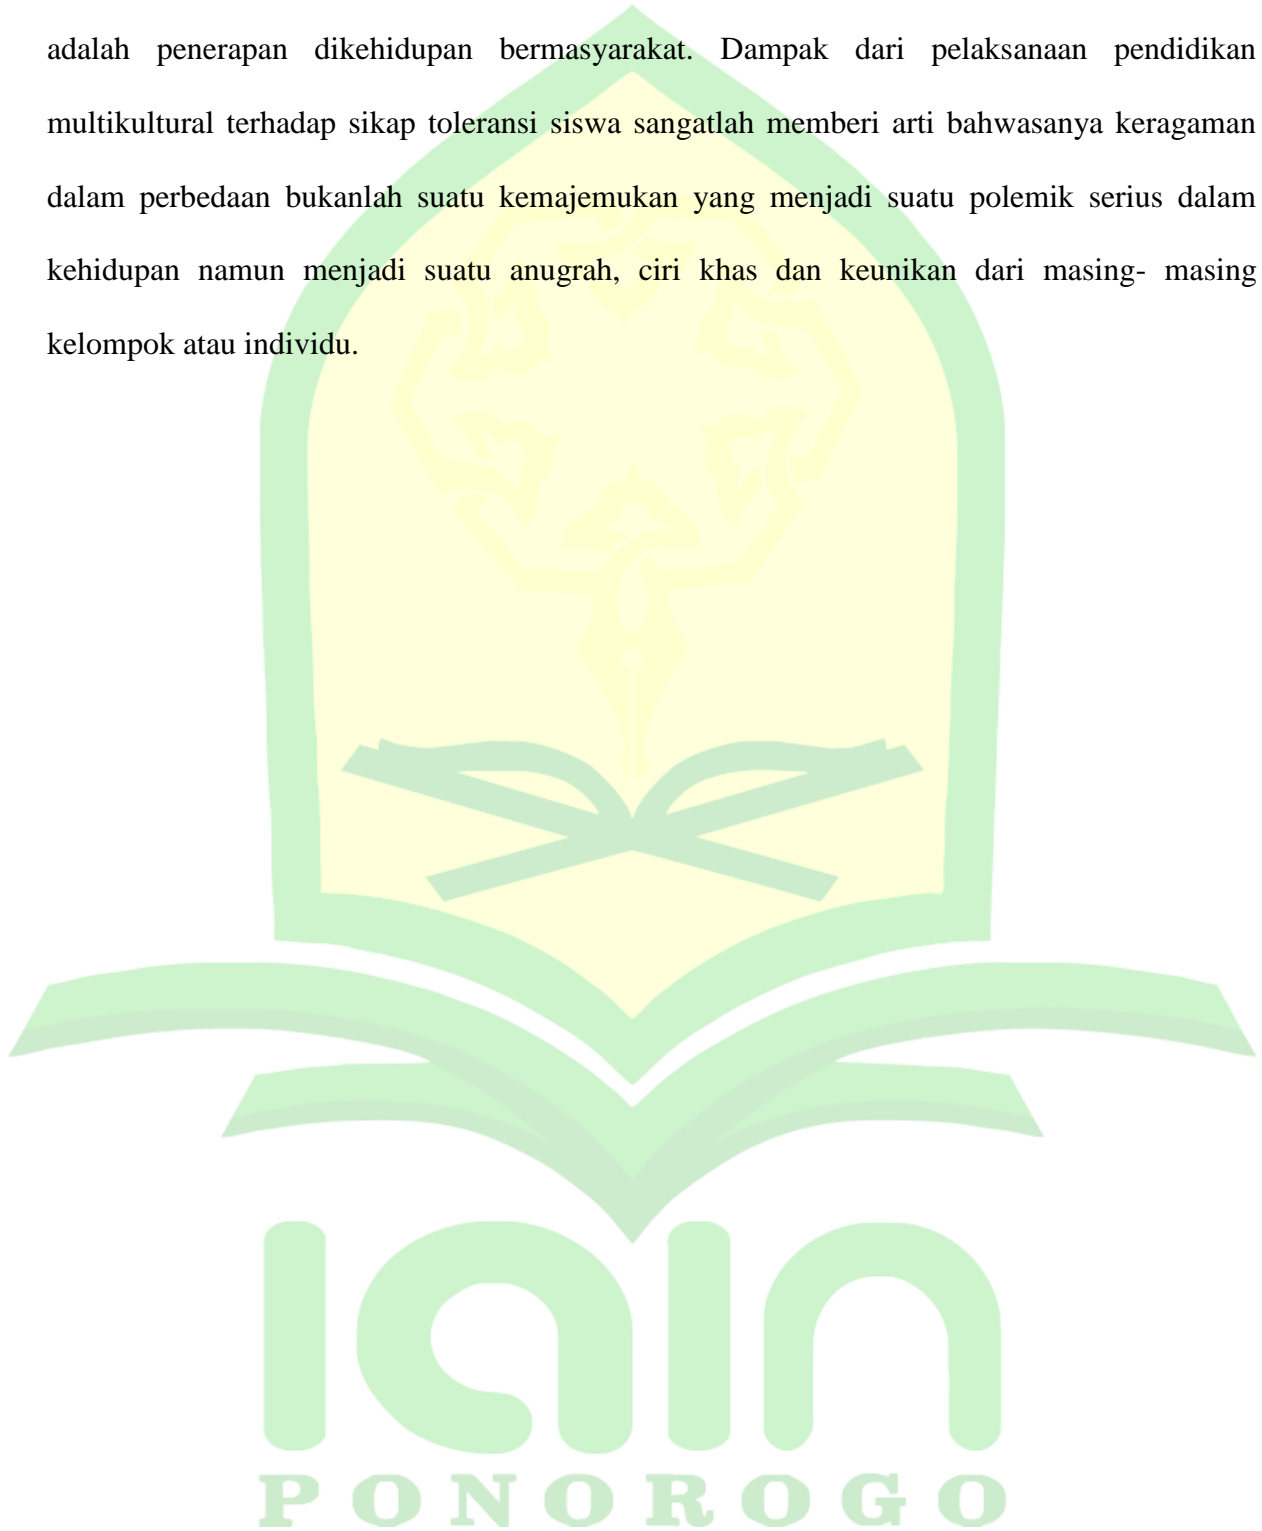 adalah penerapan dikehidupan bermasyarakat. Dampak dari pelaksanaan pendidikan
multikultural terhadap sikap toleransi siswa sangatlah memberi arti bahwasanya keragaman
dalam perbedaan bukanlah suatu kemajemukan yang menjadi suatu polemik serius dalam
kehidupan namun menjadi suatu anugrah, ciri khas dan keunikan dari masing- masing
kelompok atau individu.
iain
PONOROGO